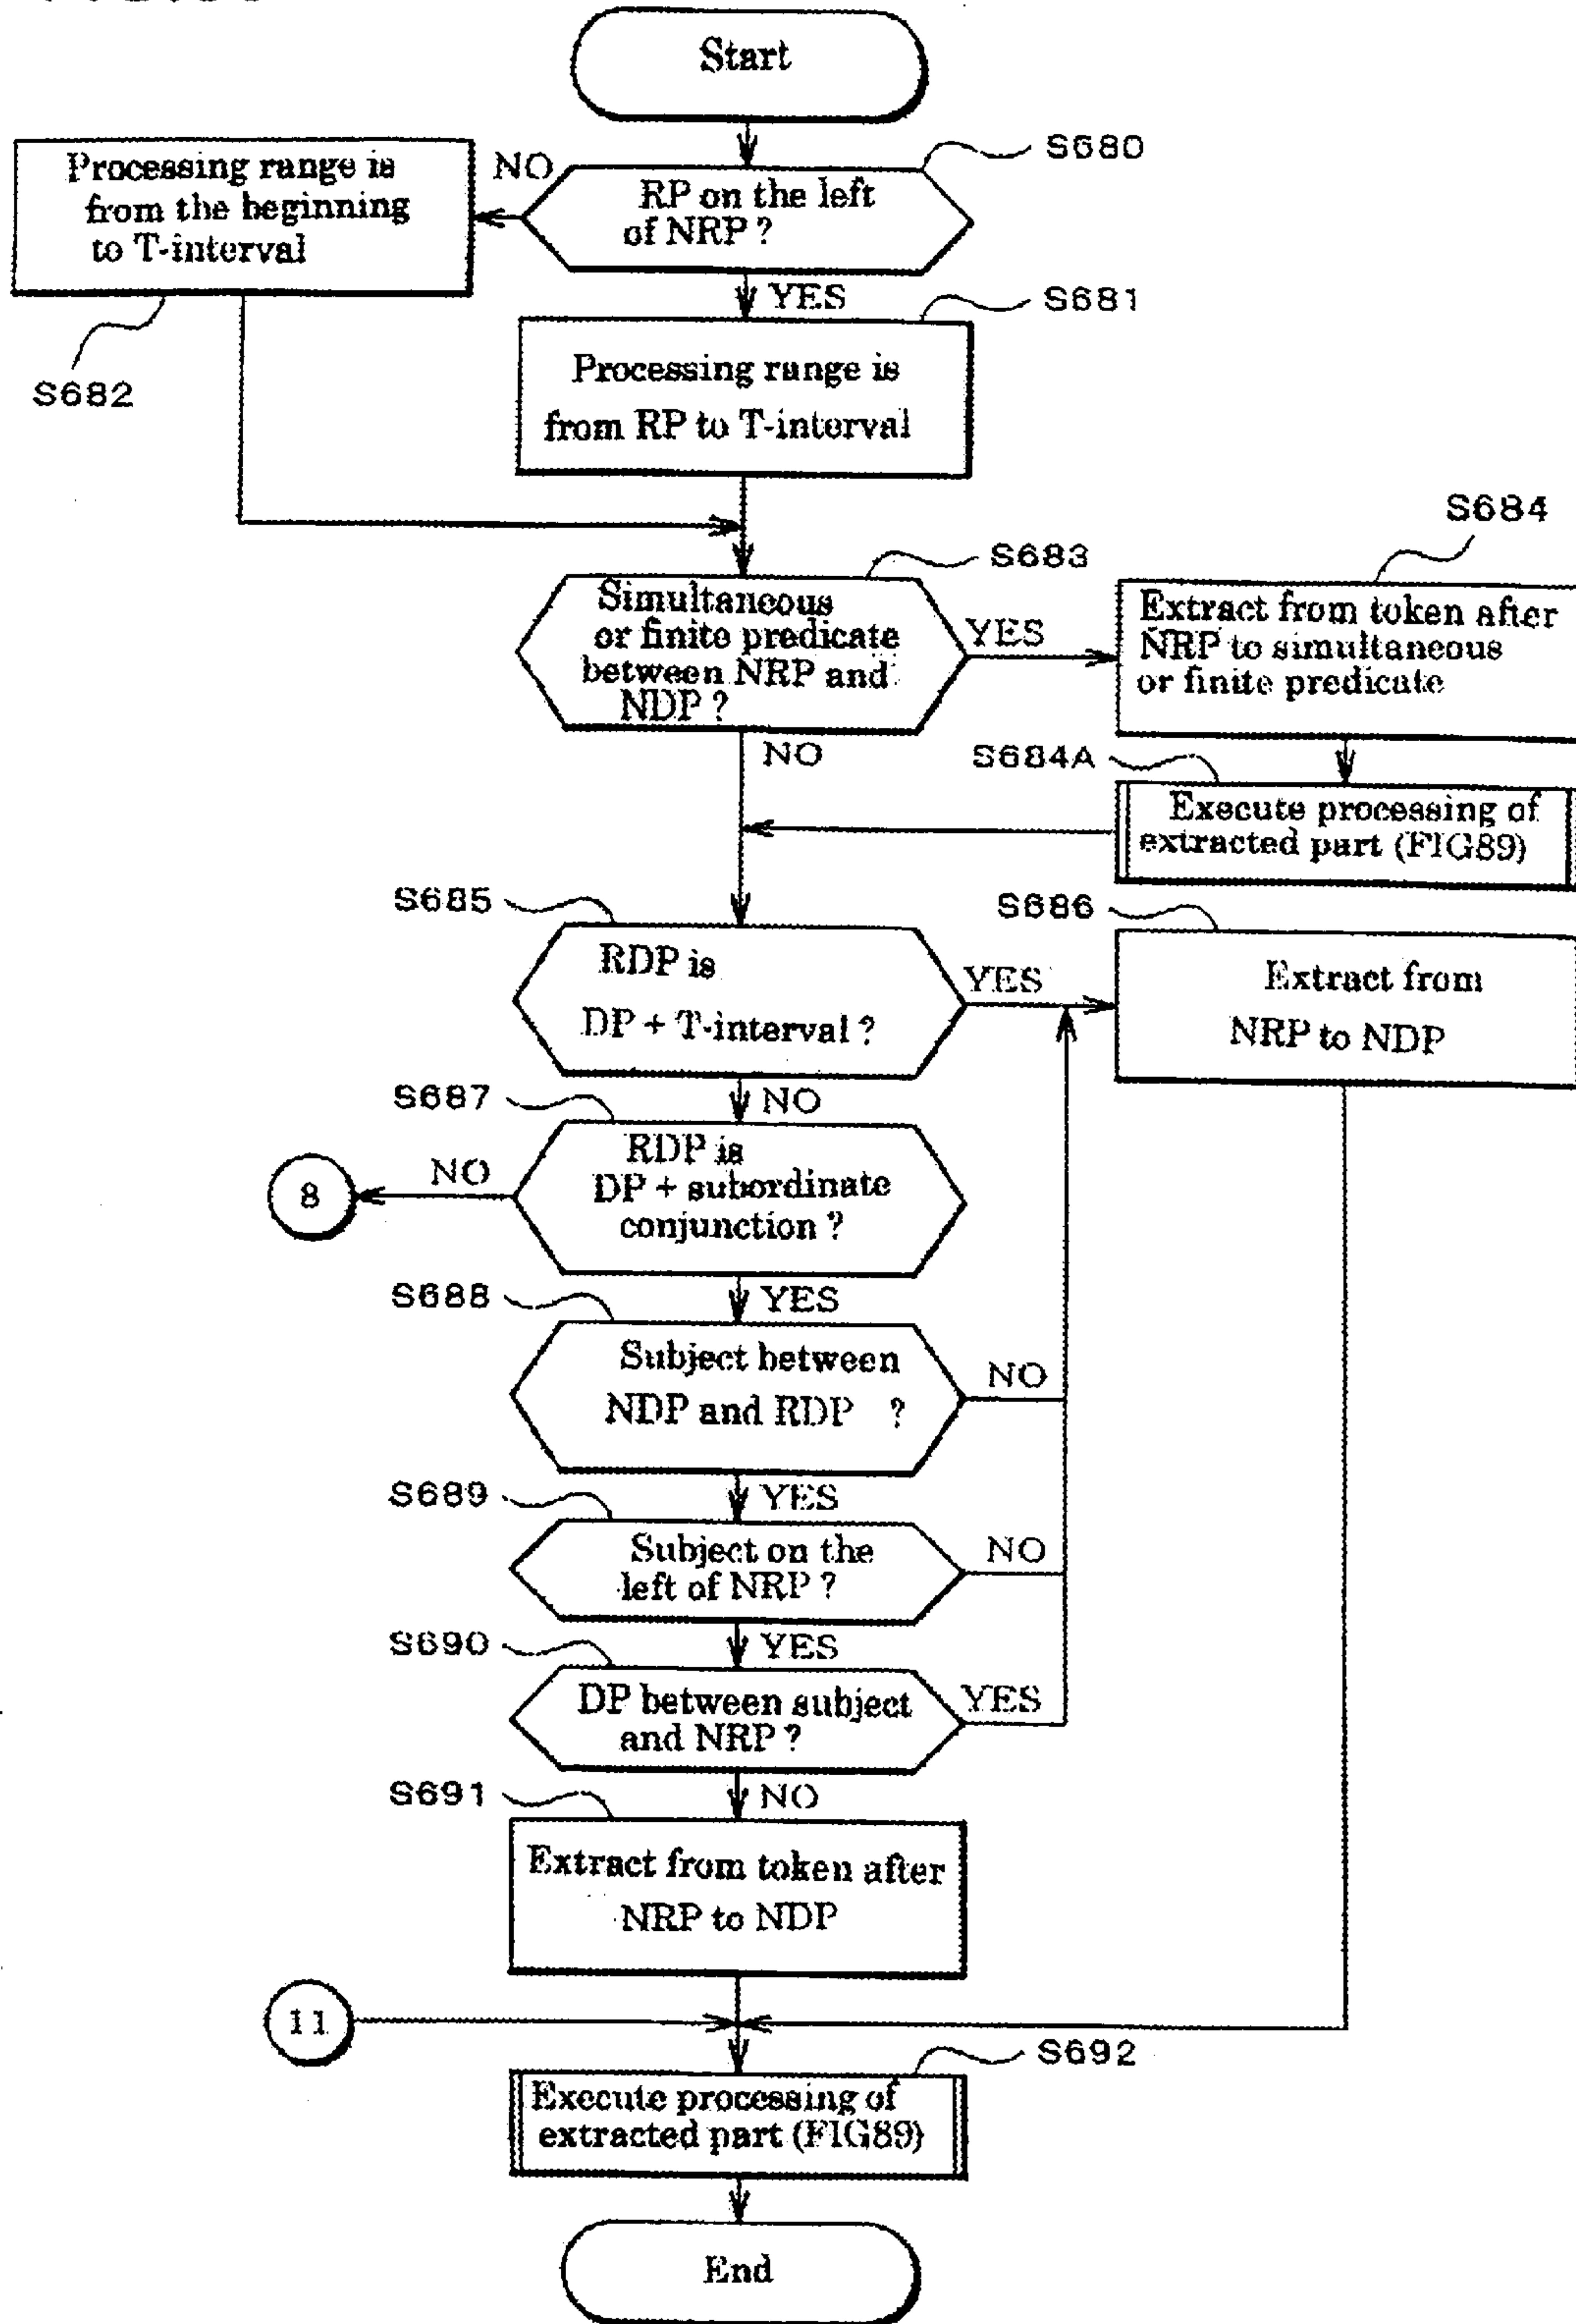 Start
S680
RP on the left
of NRP ?
NO
Processing range is
from the beginning
to T-interval
S682
YES
S681
Processing range is
from RP to T-interval
S683
Simultaneous
or finite predicate
between NRP and
NDP ?
YES
S684
Extract from token after
NRP to simultaneous
or finite predicate
NO
S684A
Execute processing of
extracted part (FIG89)
S685
RDP is
DP + T-interval ?
YES
S686
Extract from
NRP to NDP
NO
S687
RDP is
DP + subordinate
conjunction ?
NO
8
YES
S688
Subject between
NDP and RDP ?
NO
YES
S689
Subject on the
left of NRP ?
NO
YES
S690
DP between subject
and NRP ?
YES
NO
S691
Extract from token after
NRP to NDP
11
S692
Execute processing of
extracted part (FIG89)
End